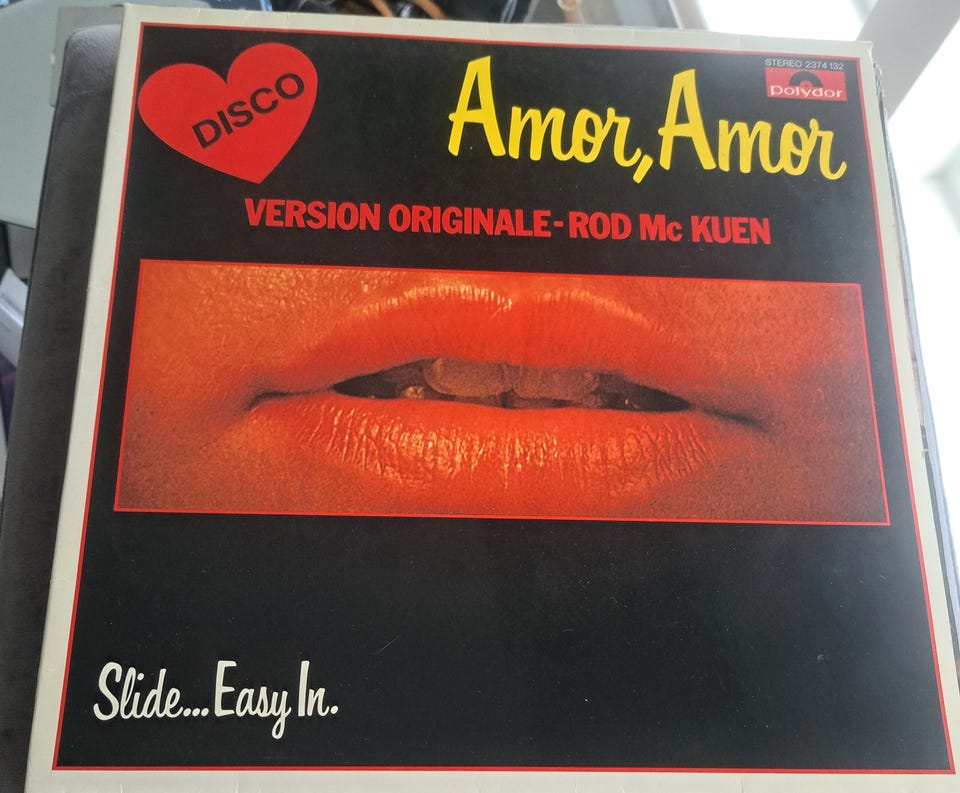 DISCO
Amor, Amor
STEREO 2374 132
polydor
VERSION ORIGINALE - ROD Mc KUEN
Slide... Easy In.